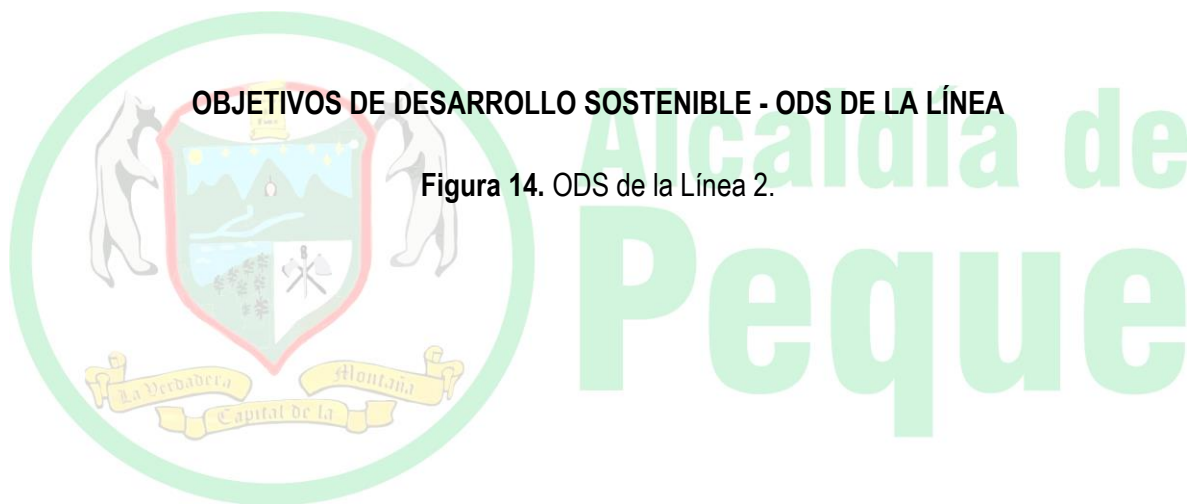 OBJETIVOS DE DESARROLLO SOSTENIBLE - ODS DE LA LÍNEA
Figura 14. ODS de la Línea 2.
Alcaldía de
Peque
La Verdadera
Montaña
Capital de la